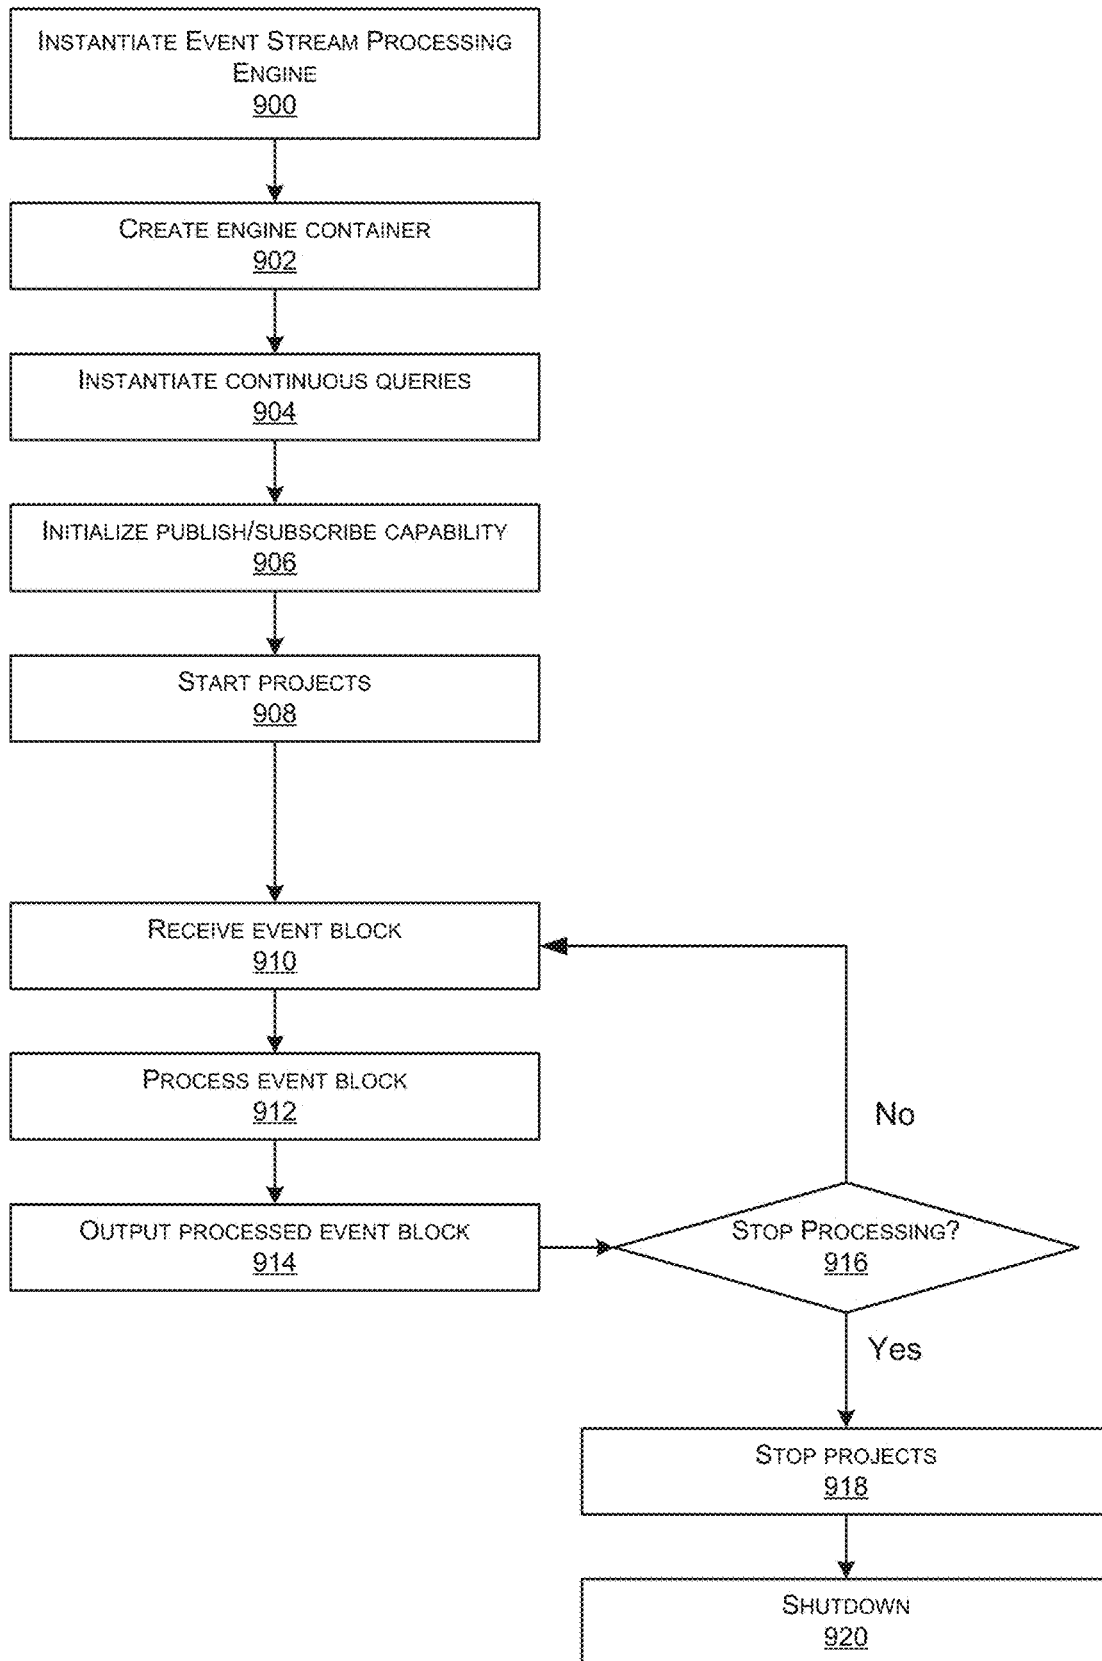 INSTANTIATE EVENT STREAM PROCESSING
ENGINE
900
CREATE ENGINE CONTAINER
902
INSTANTIATE CONTINUOUS QUERIES
904
INITIALIZE PUBLISH/SUBSCRIBE CAPABILITY
906
START PROJECTS
908
RECEIVE EVENT BLOCK
910
PROCESS EVENT BLOCK
912
OUTPUT PROCESSED EVENT BLOCK
914
No
STOP PROCESSING?
916
Yes
STOP PROJECTS
918
SHUTDOWN
920